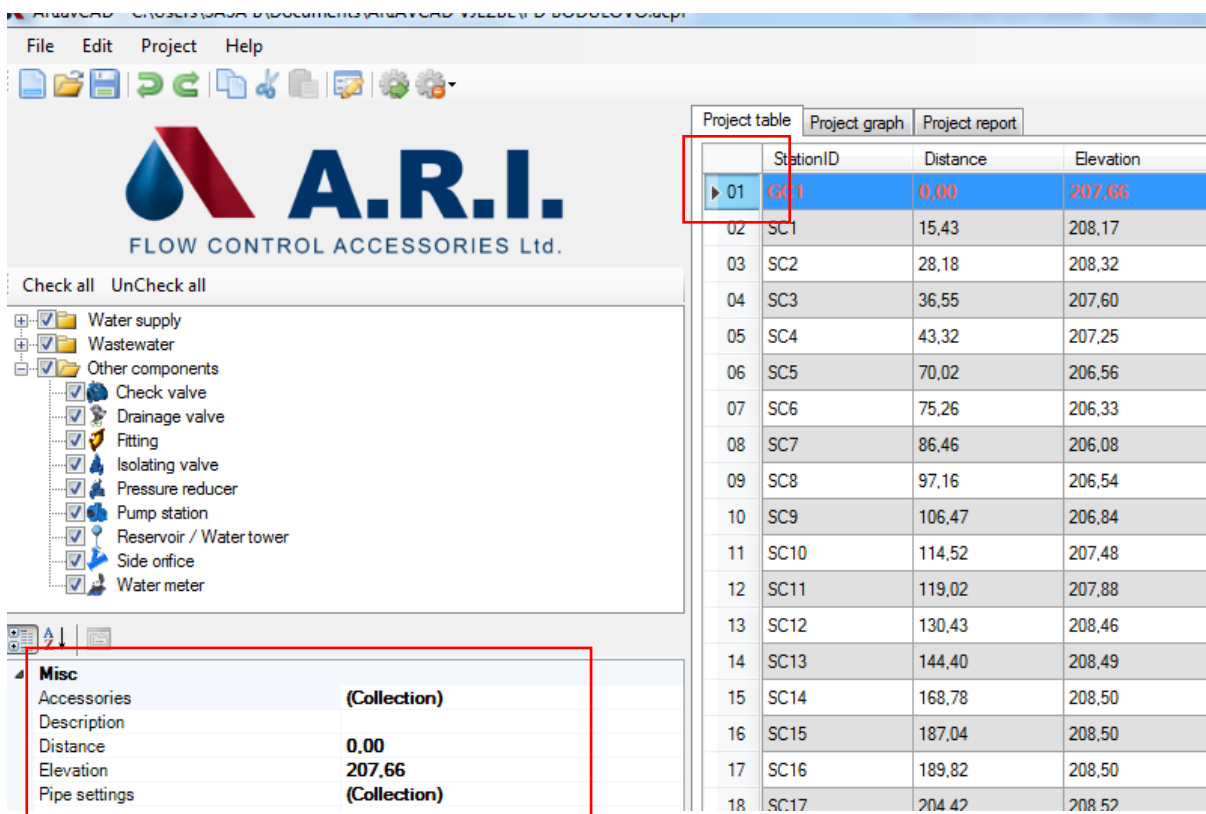 File Edit Project Help
A.R.I.
FLOW CONTROL ACCESSORIES Ltd.
Check all UnCheck all
Water supply
Wastewater
Other components
Check valve
Drainage valve
Fitting
Isolating valve
Pressure reducer
Pump station
Reservoir / Water tower
Side orifice
Water meter
Misc
Accessories (Collection)
Description
Distance 0,00
Elevation 207,66
Pipe settings (Collection)
Project table Project graph Project report
StationID Distance Elevation
01 GC1 0,00 207,66
02 SC1 15,43 208,17
03 SC2 28,18 208,32
04 SC3 36,55 207,60
05 SC4 43,32 207,25
06 SC5 70,02 206,56
07 SC6 75,26 206,33
08 SC7 86,46 206,08
09 SC8 97,16 206,54
10 SC9 106,47 206,84
11 SC10 114,52 207,48
12 SC11 119,02 207,88
13 SC12 130,43 208,46
14 SC13 144,40 208,49
15 SC14 168,78 208,50
16 SC15 187,04 208,50
17 SC16 189,82 208,50
18 SC17 204,42 208,52